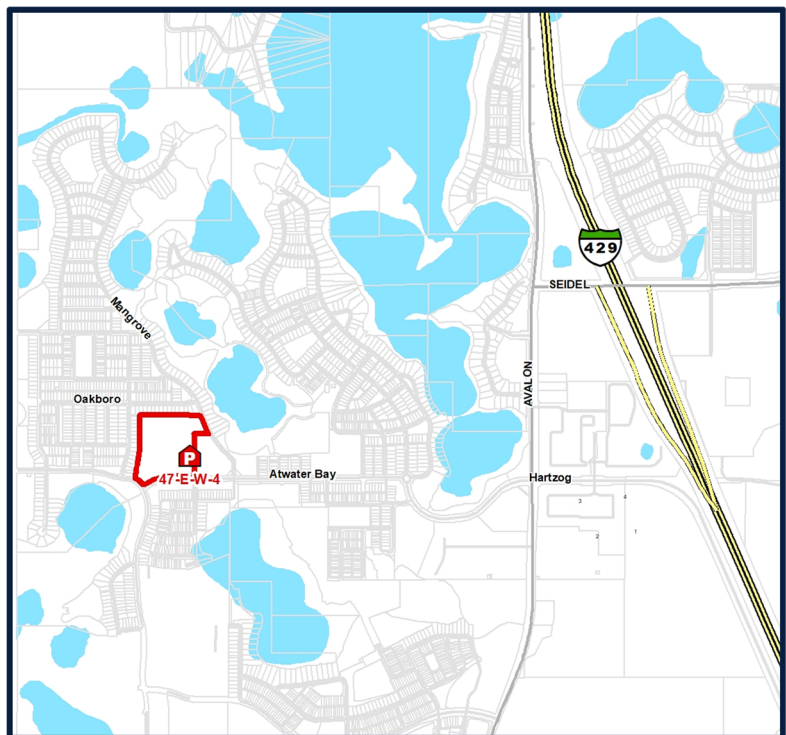 429
SEIDEL
Mangrove
AVALON
Oakboro
P
47-E-W-4
Atwater Bay
Hartzog
3
4
2
1